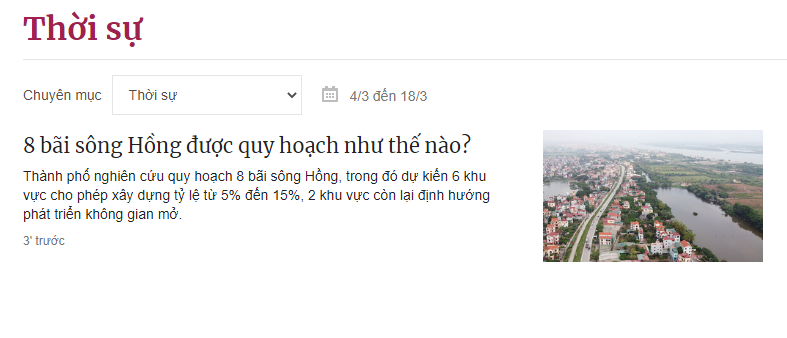 Thời sự
Chuyên mục Thời sự 4/3 đến 18/3
8 bãi sông Hồng được quy hoạch như thế nào?
Thành phố nghiên cứu quy hoạch 8 bãi sông Hồng, trong đó dự kiến 6 khu
vực cho phép xây dựng tỷ lệ từ 5% đến 15%, 2 khu vực còn lại định hướng
phát triển không gian mở.
3' trước